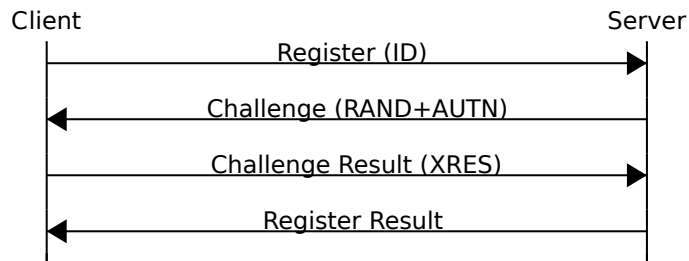 Client
Server
Register (ID)
Challenge (RAND+AUTN)
Challenge Result (XRES)
Register Result